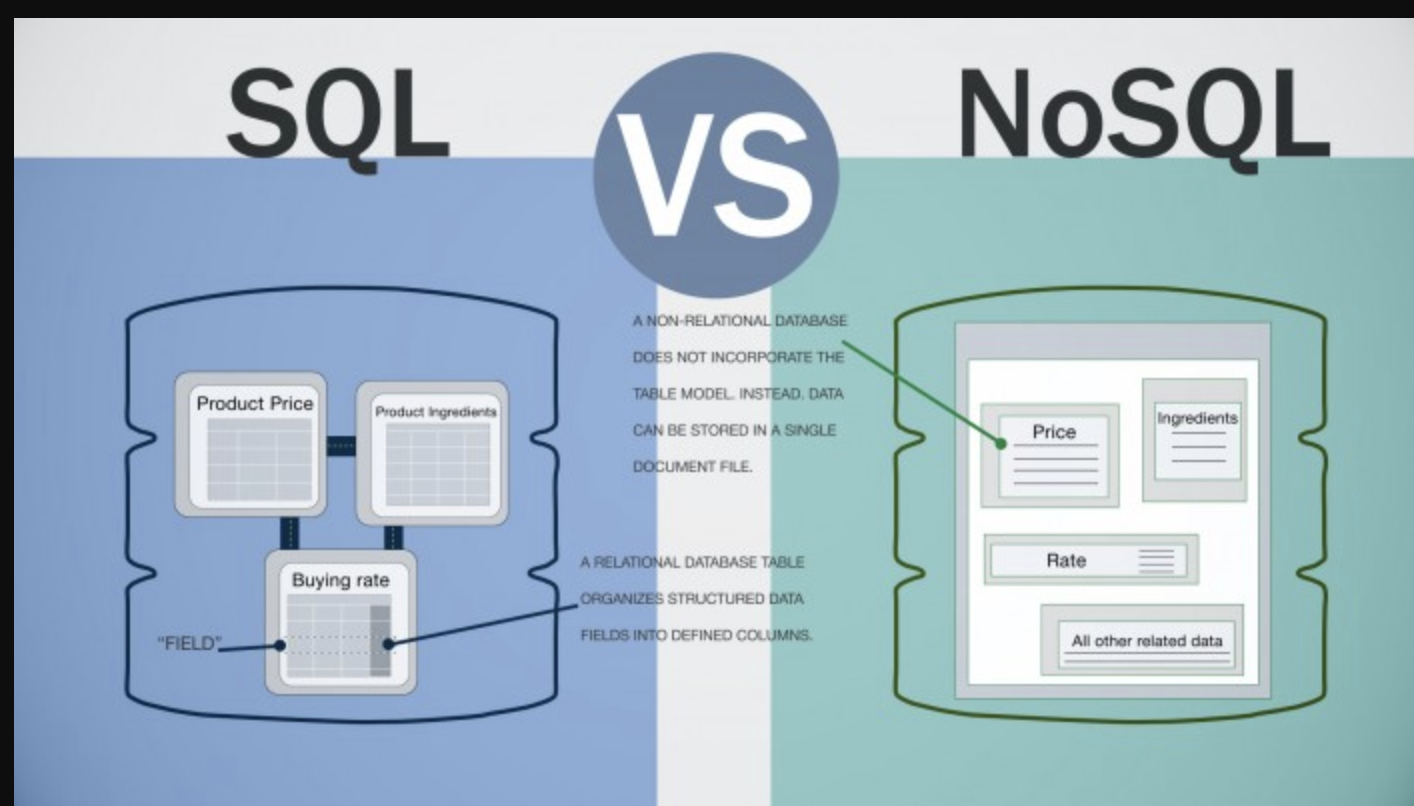 SQL
VS
NoSQL
A NON-RELATIONAL DATABASE
DOES NOT INCORPORATE THE
TABLE MODEL. INSTEAD. DATA
CAN BE STORED IN A SINGLE
DOCUMENT FILE.
Product Price
Product Ingredients
Buying rate
"FIELD"
A RELATIONAL DATABASE TABLE
ORGANIZES STRUCTURED DATA
FIELDS INTO DEFINED COLUMNS.
Price
Ingredients
Rate
All other related data